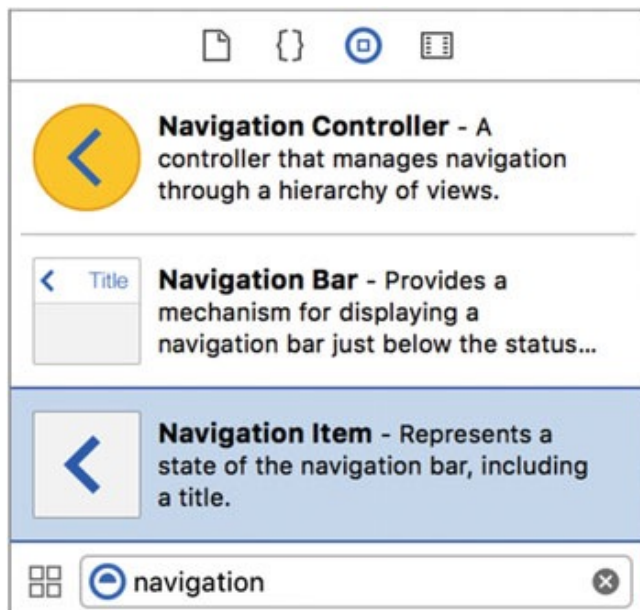 Navigation Controller - A
controller that manages navigation
through a hierarchy of views.
Title
Navigation Bar - Provides a
mechanism for displaying a
navigation bar just below the status...
Navigation Item - Represents a
state of the navigation bar, including
a title.
navigation